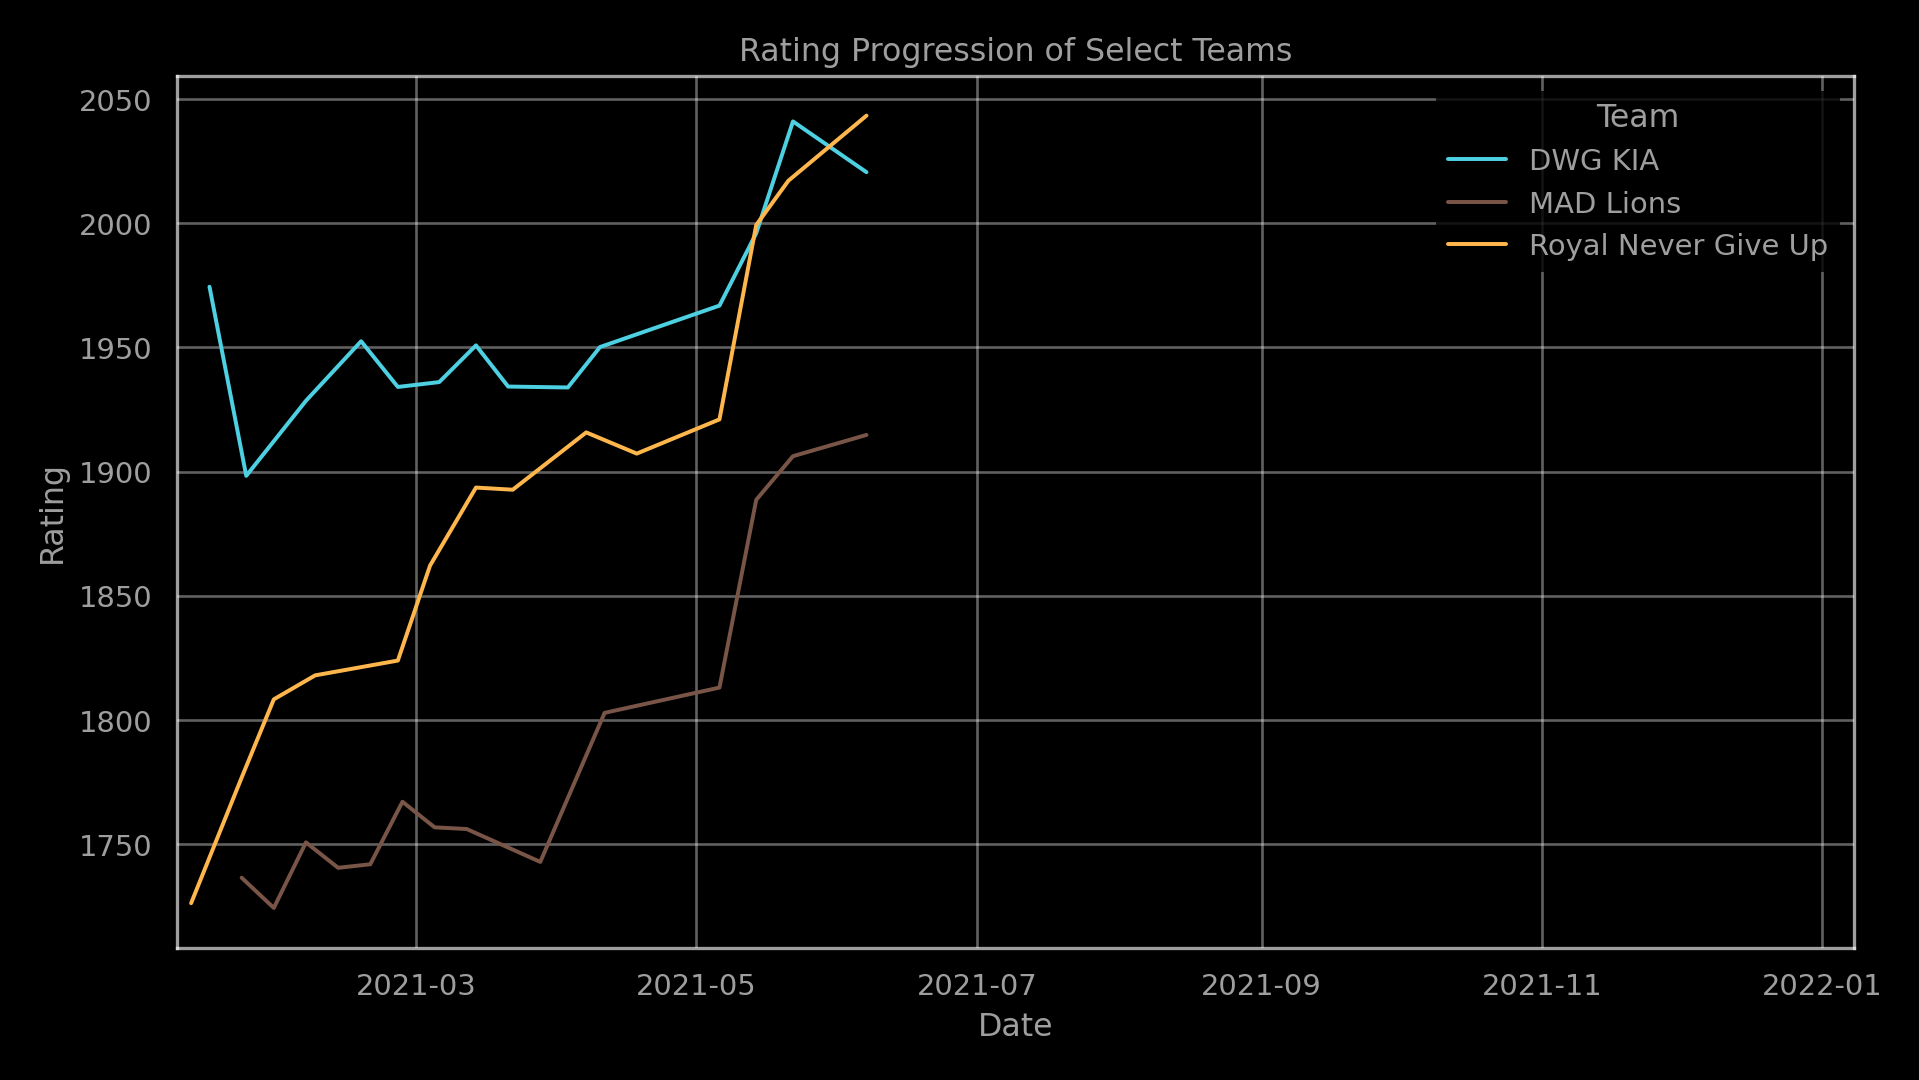 Rating Progression of Select Teams
2050
2000
1950
1900
1850
1800
1750
Rating
Team
DWG KIA
MAD Lions
Royal Never Give Up
2021-03
2021-05
2021-07
2021-09
2021-11
2022-01
Date